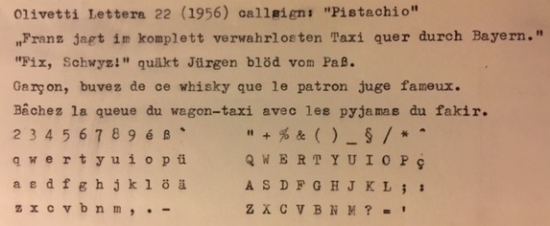 Olivetti Lettera 22 (1956) callsign: "Pistachio"
„Franz jagt im komplett verwahrlosten Taxi quer durch Bayern."
"Fix, Schwyz!" quäkt Jürgen blöd vom Paß.
Garçon, buvez de ce whisky que le patron juge fameux.
Bâchez la queue du wagon-taxi avec les pyjamas du fakir.
2 3 4 5 6 7 8 9 é ß ` " + % & ( ) _ § / * ^
q w e r t y u i o p ü Q W E R T Y U I O P ç
a s d f g h j k l ö ä A S D F G H J K L ; :
z x c v b n m , . - Z X C V B N M ? = '